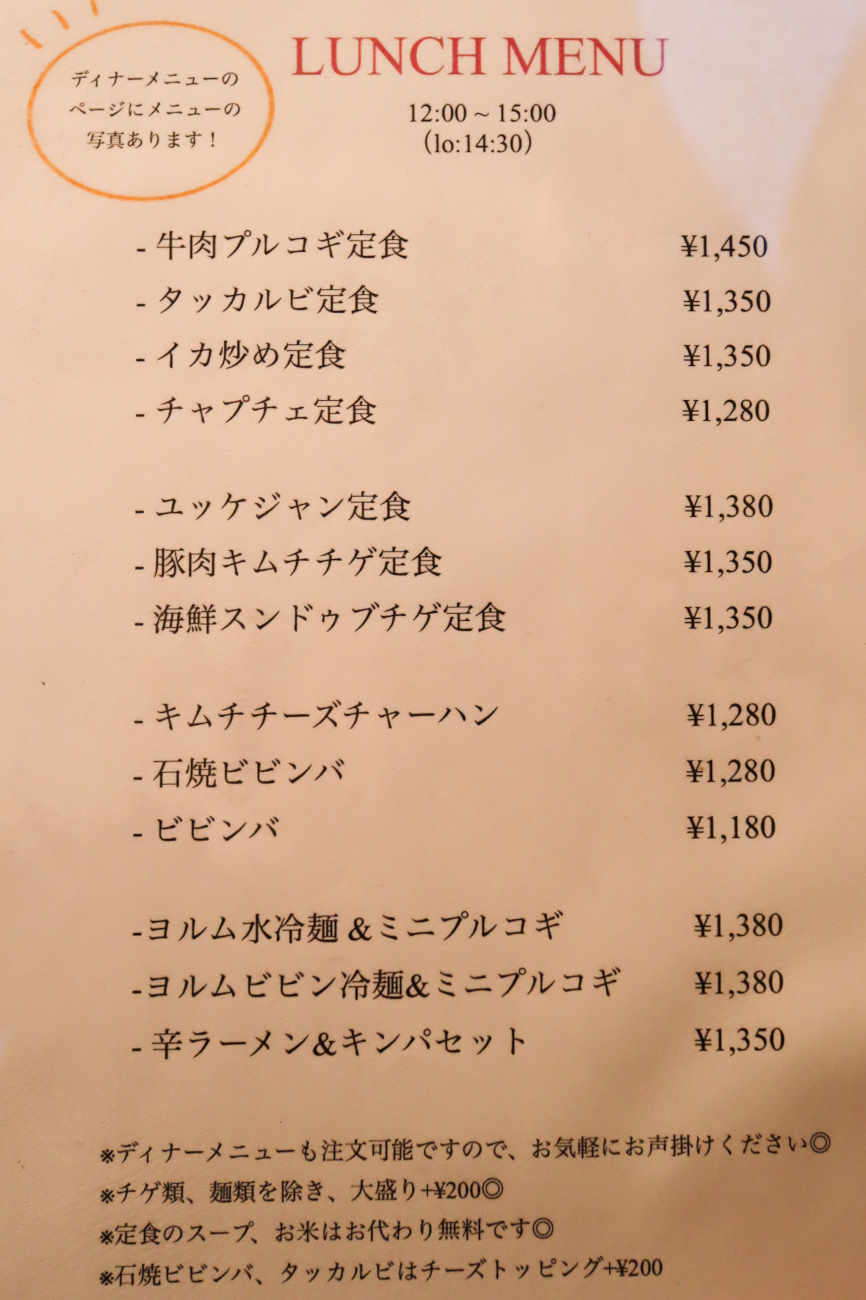 ディナーメニューの
ページにメニューの
写真あります！
LUNCH MENU
12:00 ~ 15:00
（lo:14:30）
- 牛肉プルコギ定食 ¥1,450
- タッカルビ定食 ¥1,350
- イカ炒め定食 ¥1,350
- チャプチェ定食 ¥1,280
- ユッケジャン定食 ¥1,380
- 豚肉キムチチゲ定食 ¥1,350
- 海鮮スンドゥブチゲ定食 ¥1,350
- キムチチーズチャーハン ¥1,280
- 石焼ビビンバ ¥1,280
- ビビンバ ¥1,180
-ヨルム水冷麺 &ミニプルコギ ¥1,380
-ヨルムビビン冷麺&ミニプルコギ ¥1,380
- 辛ラーメン&キンパセット ¥1,350
※ディナーメニューも注文可能ですので、お気軽にお声掛けください◎
※チゲ類、麺類を除き、大盛り+¥200◎
※定食のスープ、お米はお代わり無料です◎
※石焼ビビンバ、タッカルビはチーズトッピング+¥200